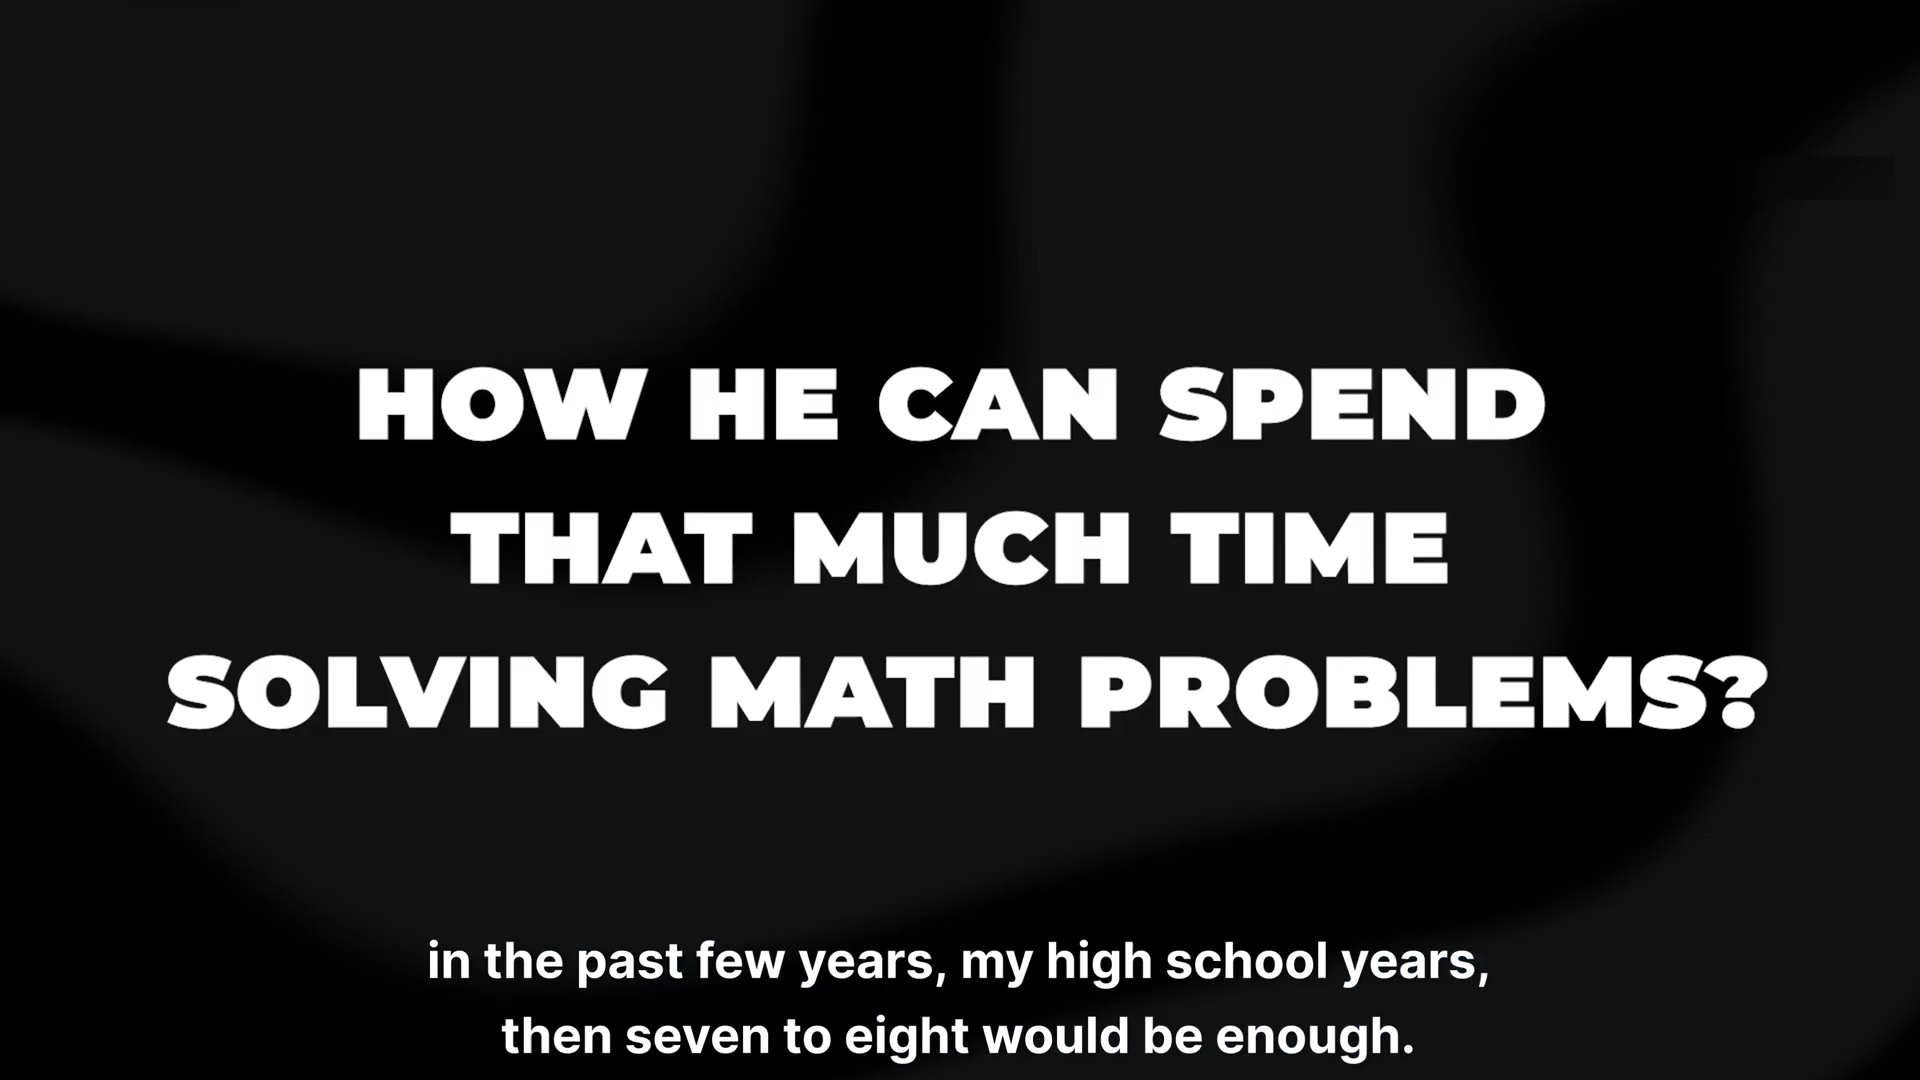 HOW HE CAN SPEND
THAT MUCH TIME
SOLVING MATH PROBLEMS?
in the past few years, my high school years,
then seven to eight would be enough.